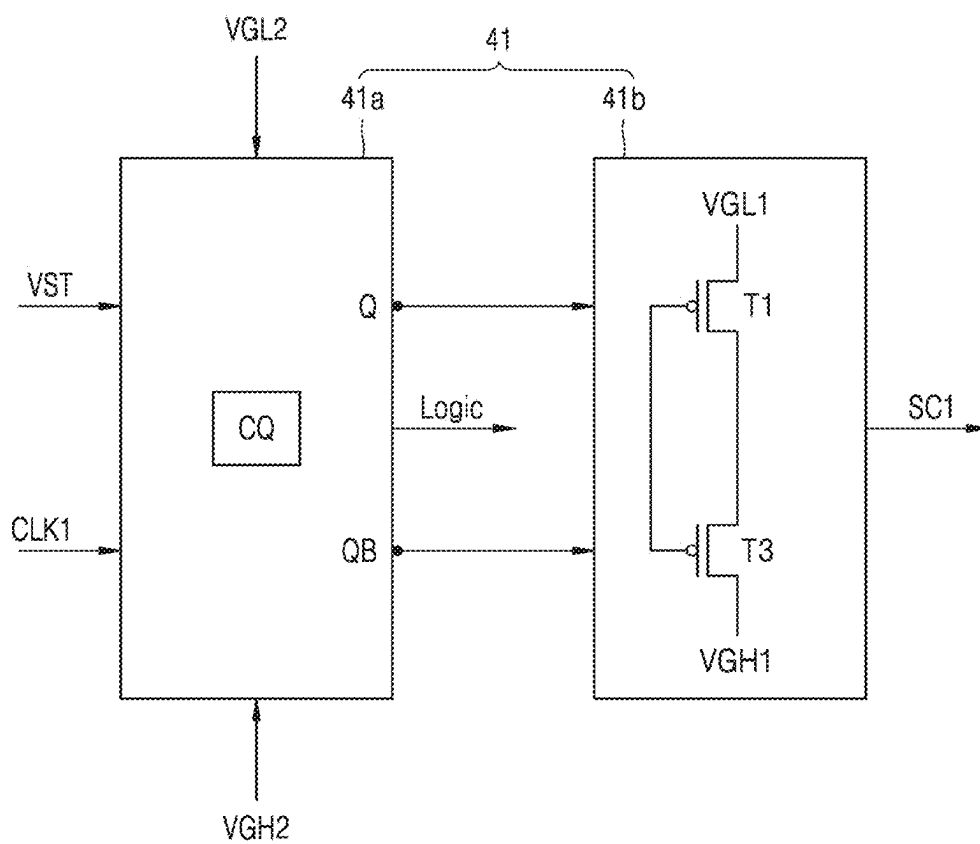 VGL2
41
41a
41b
VGL1
VST
Q
T1
CQ
Logic
SC1
CLK1
QB
T3
VGH1
VGH2